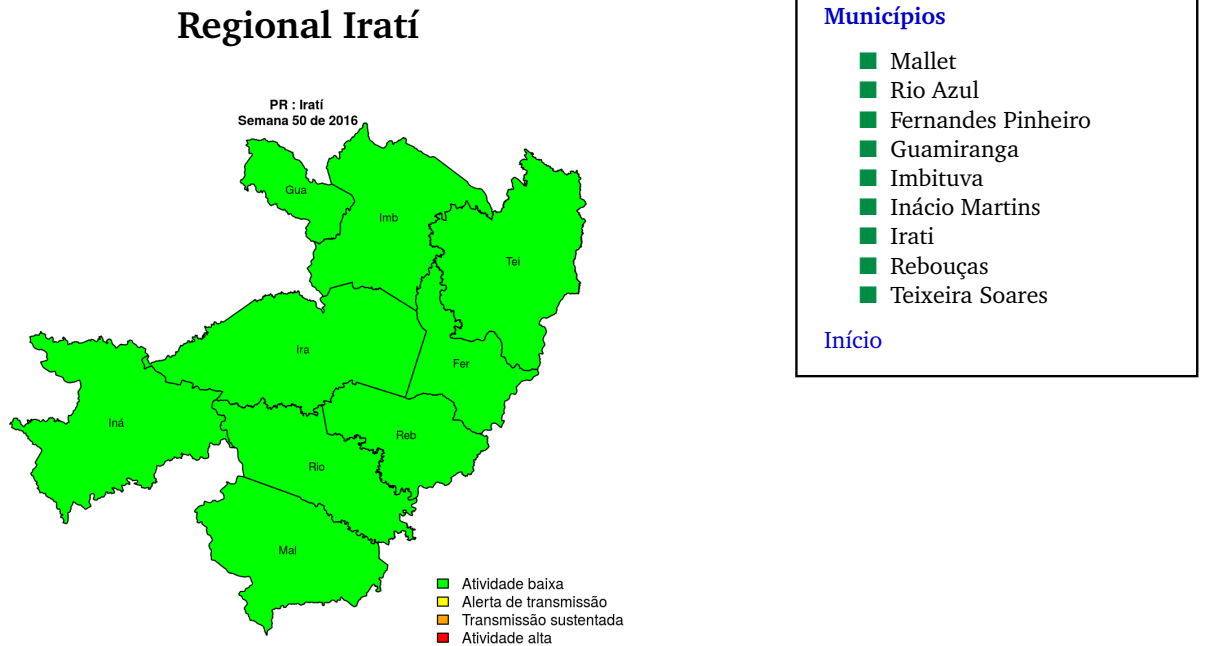 Regional Iratí
PR : Iratí
Semana 50 de 2016
Gua
Imb
Tei
Ira
Fer
Iná
Reb
Rio
Mal
Atividade baixa
Alerta de transmissão
Transmissão sustentada
Atividade alta
Municípios
Mallet
Rio Azul
Fernandes Pinheiro
Guamiranga
Imbituva
Inácio Martins
Irati
Rebouças
Teixeira Soares
Início